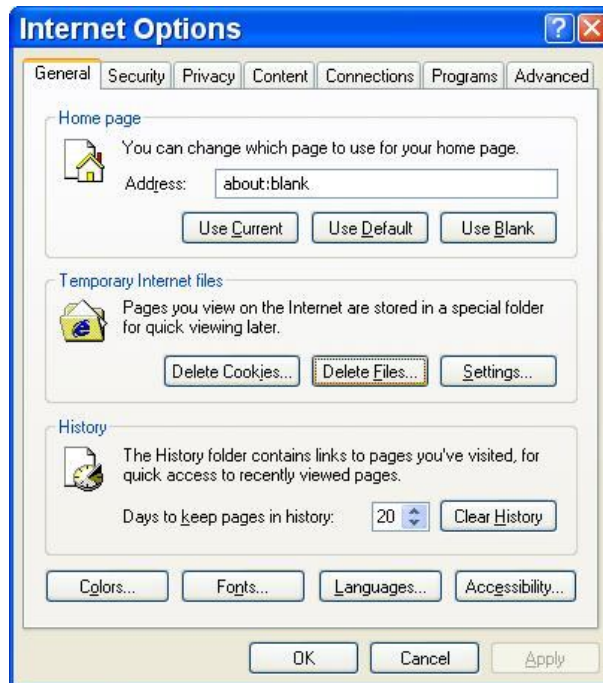 Internet Options
General Security Privacy Content Connections Programs Advanced
Home page
You can change which page to use for your home page.
Address: about:blank
Use Current Use Default Use Blank
Temporary Internet files
Pages you view on the Internet are stored in a special folder
for quick viewing later.
Delete Cookies... Delete Files... Settings...
History
The History folder contains links to pages you've visited, for
quick access to recently viewed pages.
Days to keep pages in history: 20 Clear History
Colors... Fonts... Languages... Accessibility...
OK Cancel Apply